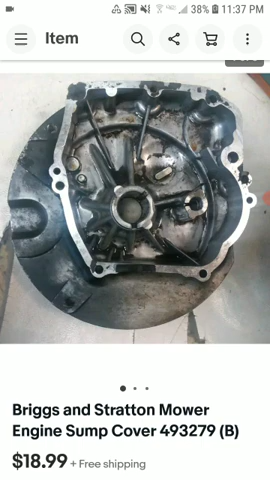 38% 11:37 PM
Item
Briggs and Stratton Mower
Engine Sump Cover 493279 (B)
$18.99 + Free shipping